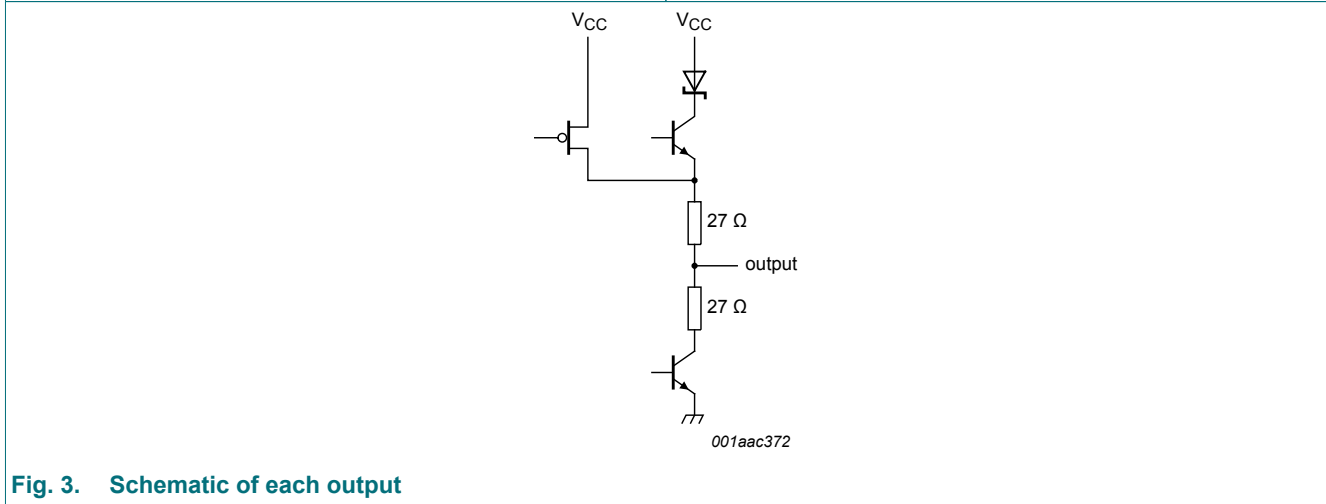 VCC VCC
27 Ω
output
27 Ω
001aac372
Fig. 3. Schematic of each output